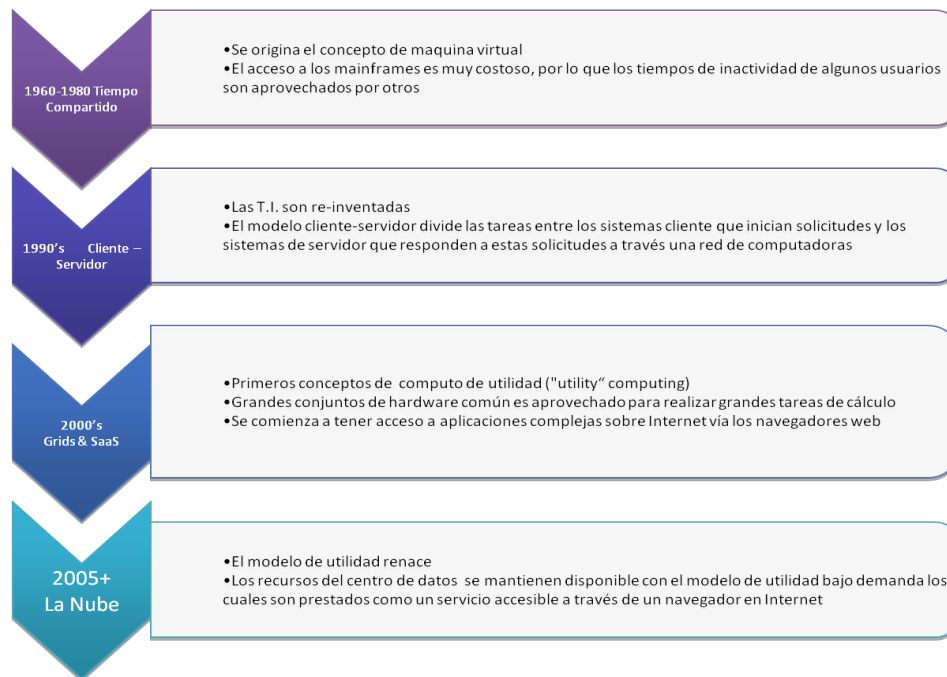 1960-1980 Tiempo
Compartido
•Se origina el concepto de maquina virtual
•El acceso a los mainframes es muy costoso, por lo que los tiempos de inactividad de algunos usuarios
son aprovechados por otros
1990's Cliente –
Servidor
•Las T.I. son re-inventadas
•El modelo cliente-servidor divide las tareas entre los sistemas cliente que inician solicitudes y los
sistemas de servidor que responden a estas solicitudes a través una red de computadoras
2000's
Grids & SaaS
•Primeros conceptos de computo de utilidad ("utility“ computing)
•Grandes conjuntos de hardware común es aprovechado para realizar grandes tareas de cálculo
•Se comienza a tener acceso a aplicaciones complejas sobre Internet vía los navegadores web
2005+
La Nube
•El modelo de utilidad renace
•Los recursos del centro de datos se mantienen disponible con el modelo de utilidad bajo demanda los
cuales son prestados como un servicio accesible a través de un navegador en Internet